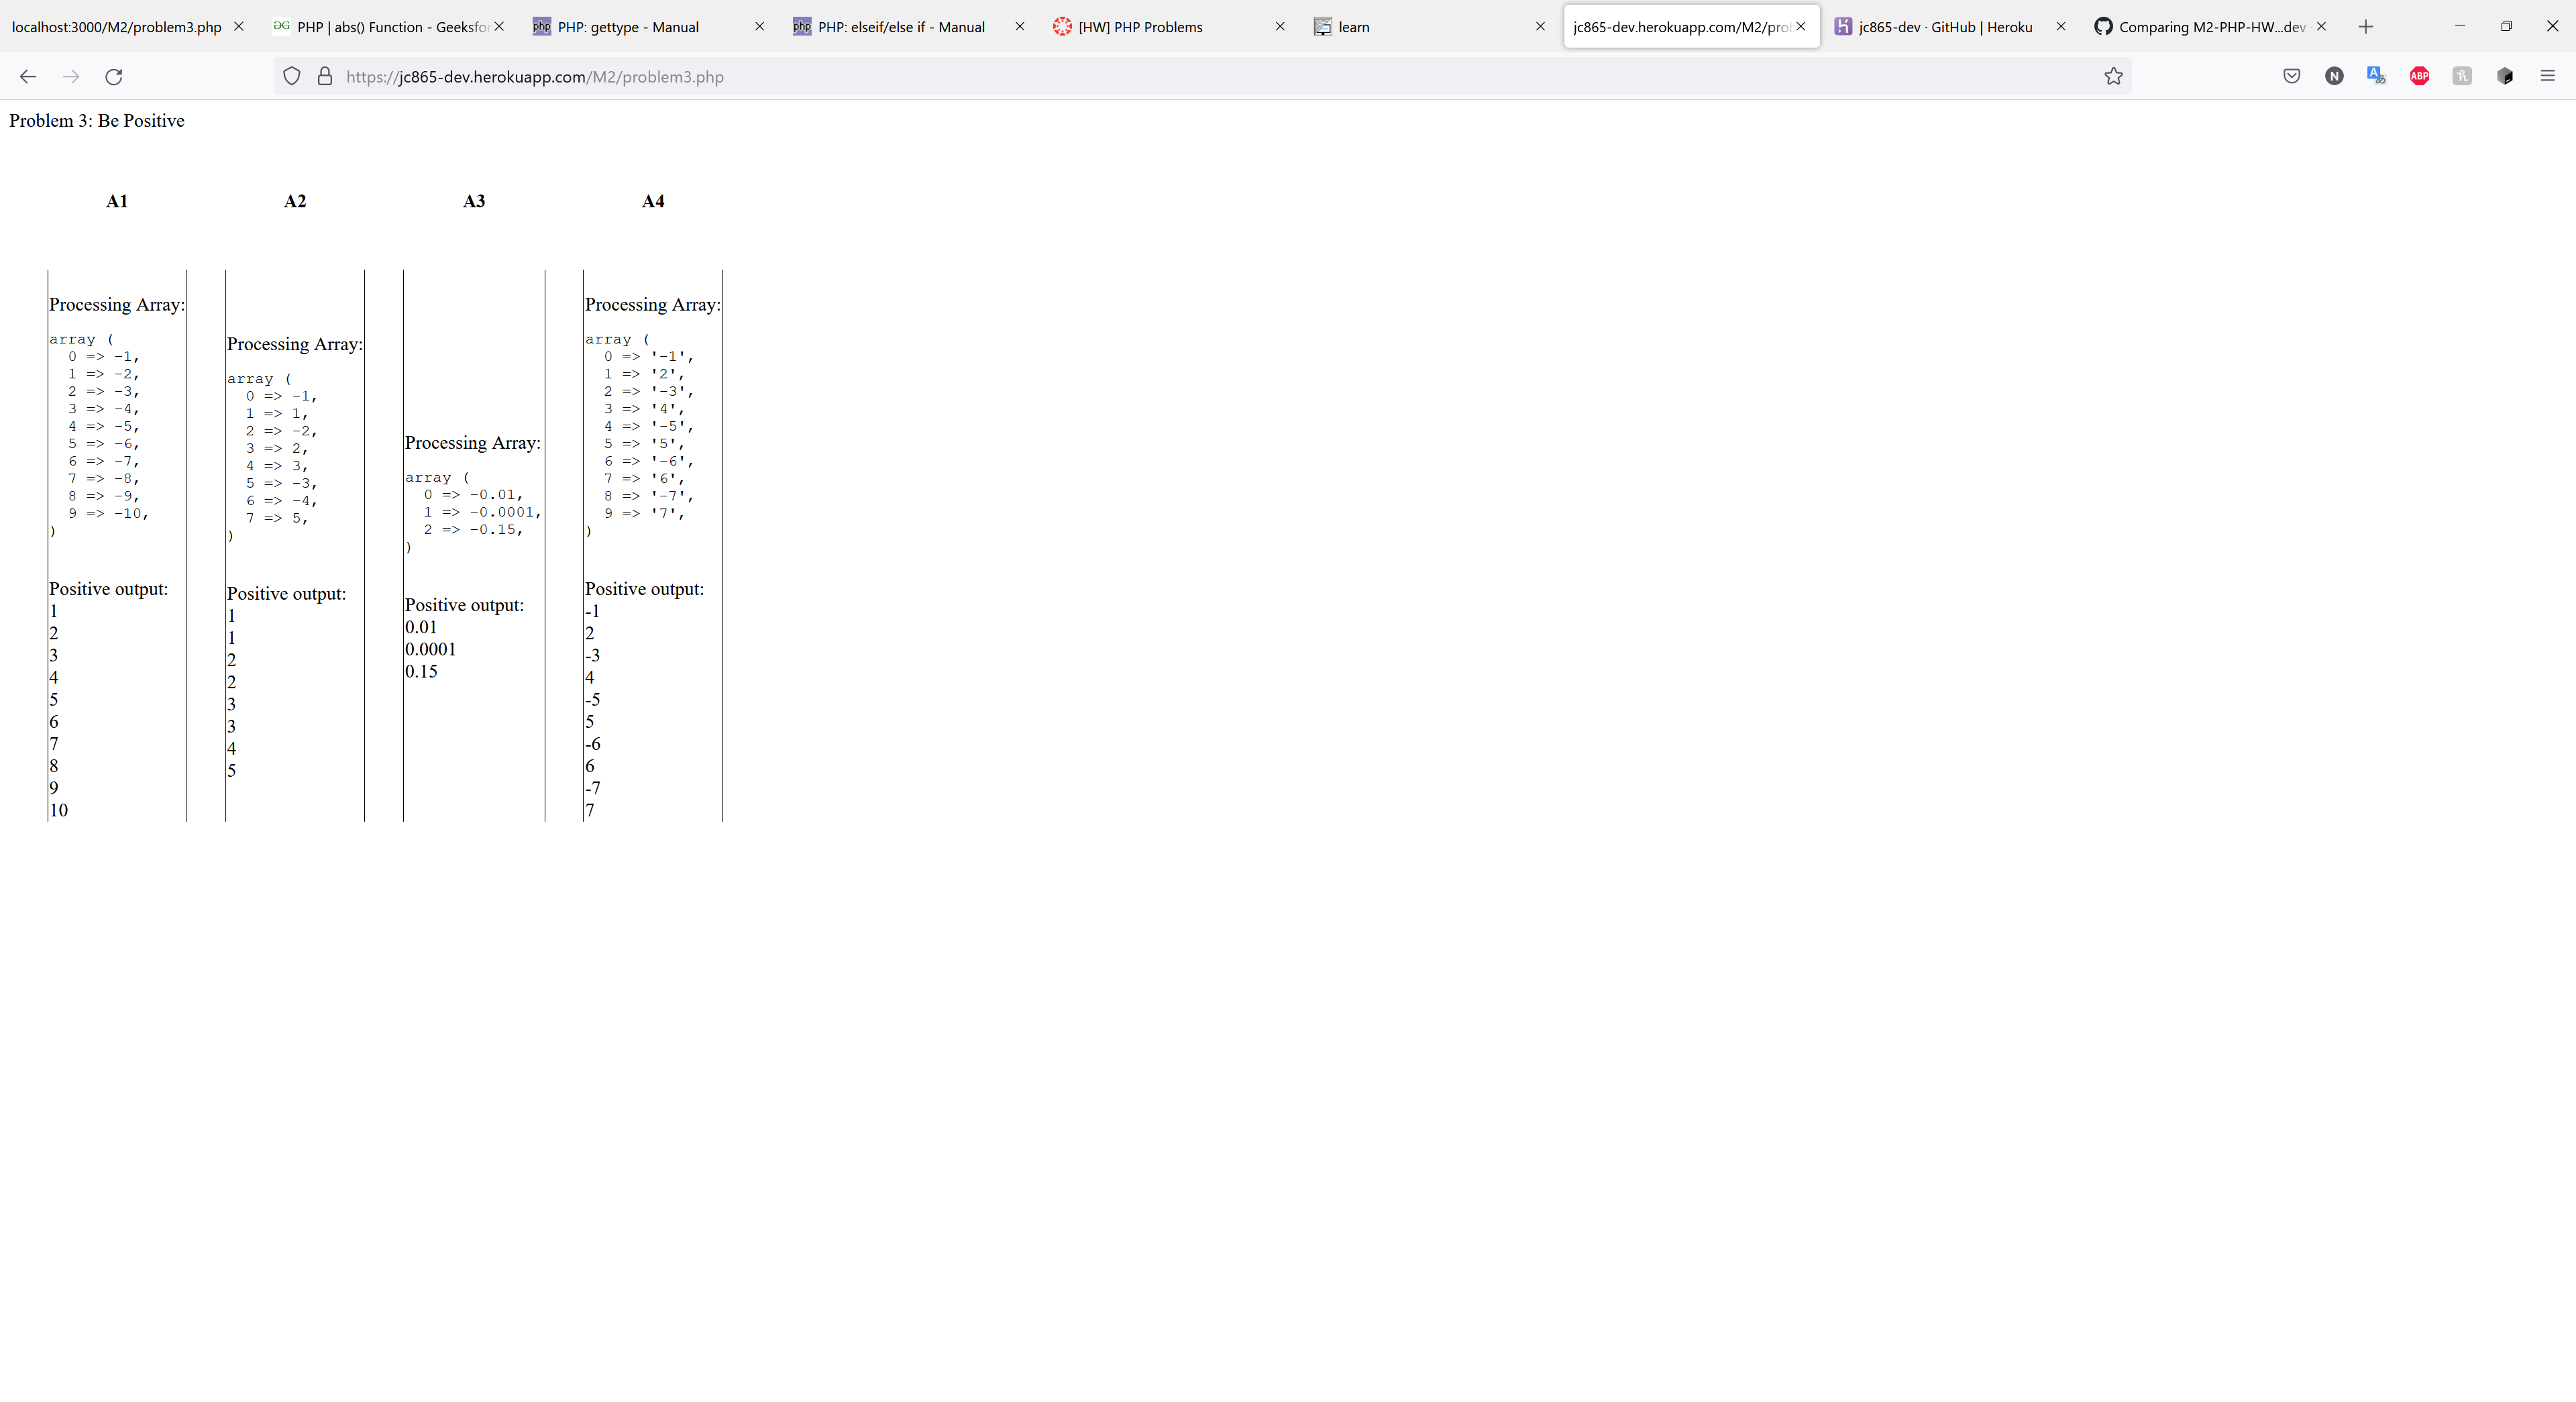 localhost:3000/M2/problem3.php
PHP | abs() Function - Geeksfo
PHP: gettype - Manual
PHP: elseif/else if - Manual
[HW] PHP Problems
learn
jc865-dev.herokuapp.com/M2/pro
jc865-dev · GitHub | Heroku
Comparing M2-PHP-HW...dev
https://jc865-dev.herokuapp.com/M2/problem3.php
Problem 3: Be Positive
A1
Processing Array:
array (
  0 => -1,
  1 => -2,
  2 => -3,
  3 => -4,
  4 => -5,
  5 => -6,
  6 => -7,
  7 => -8,
  8 => -9,
  9 => -10,
)
Positive output:
1
2
3
4
5
6
7
8
9
10
A2
Processing Array:
array (
  0 => -1,
  1 => 1,
  2 => -2,
  3 => 2,
  4 => 3,
  5 => -3,
  6 => -4,
  7 => 5,
)
Positive output:
1
1
2
2
3
3
4
5
A3
Processing Array:
array (
  0 => -0.01,
  1 => -0.0001,
  2 => -0.15,
)
Positive output:
0.01
0.0001
0.15
A4
Processing Array:
array (
  0 => '-1',
  1 => '2',
  2 => '-3',
  3 => '4',
  4 => '-5',
  5 => '5',
  6 => '-6',
  7 => '6',
  8 => '-7',
  9 => '7',
)
Positive output:
-1
2
-3
4
-5
5
-6
6
-7
7